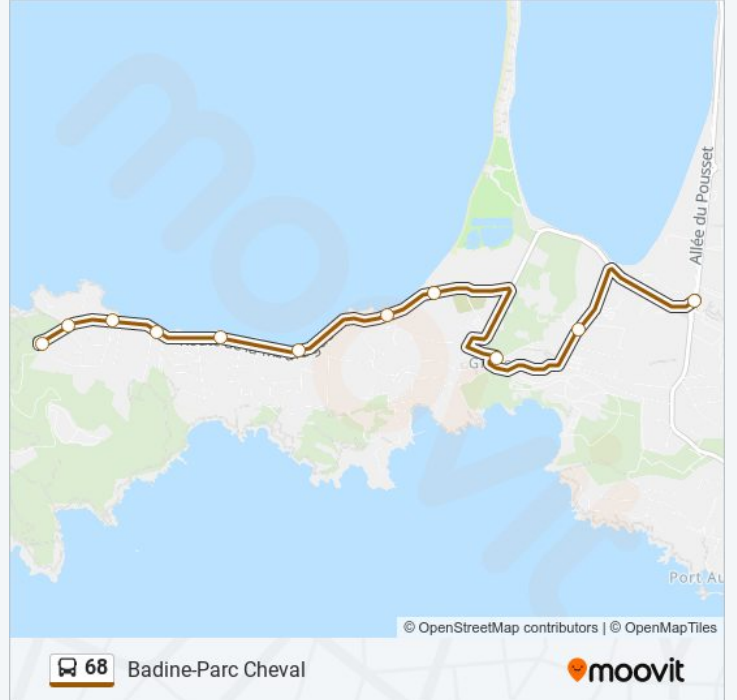 Allée du Pousset
Port Au
© OpenStreetMap contributors | © OpenMapTiles
68
Badine-Parc Cheval
moovit